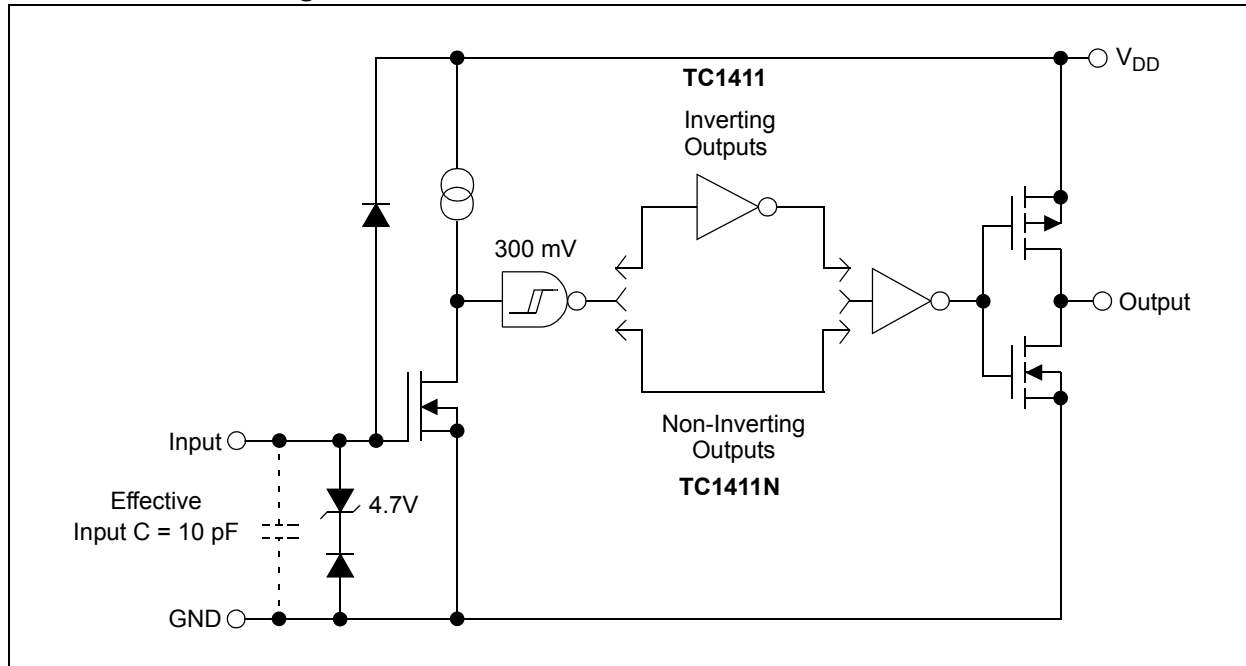 V_DD
TC1411
Inverting
Outputs
300 mV
Output
Input
Non-Inverting
Outputs
TC1411N
Effective
Input C = 10 pF
4.7V
GND